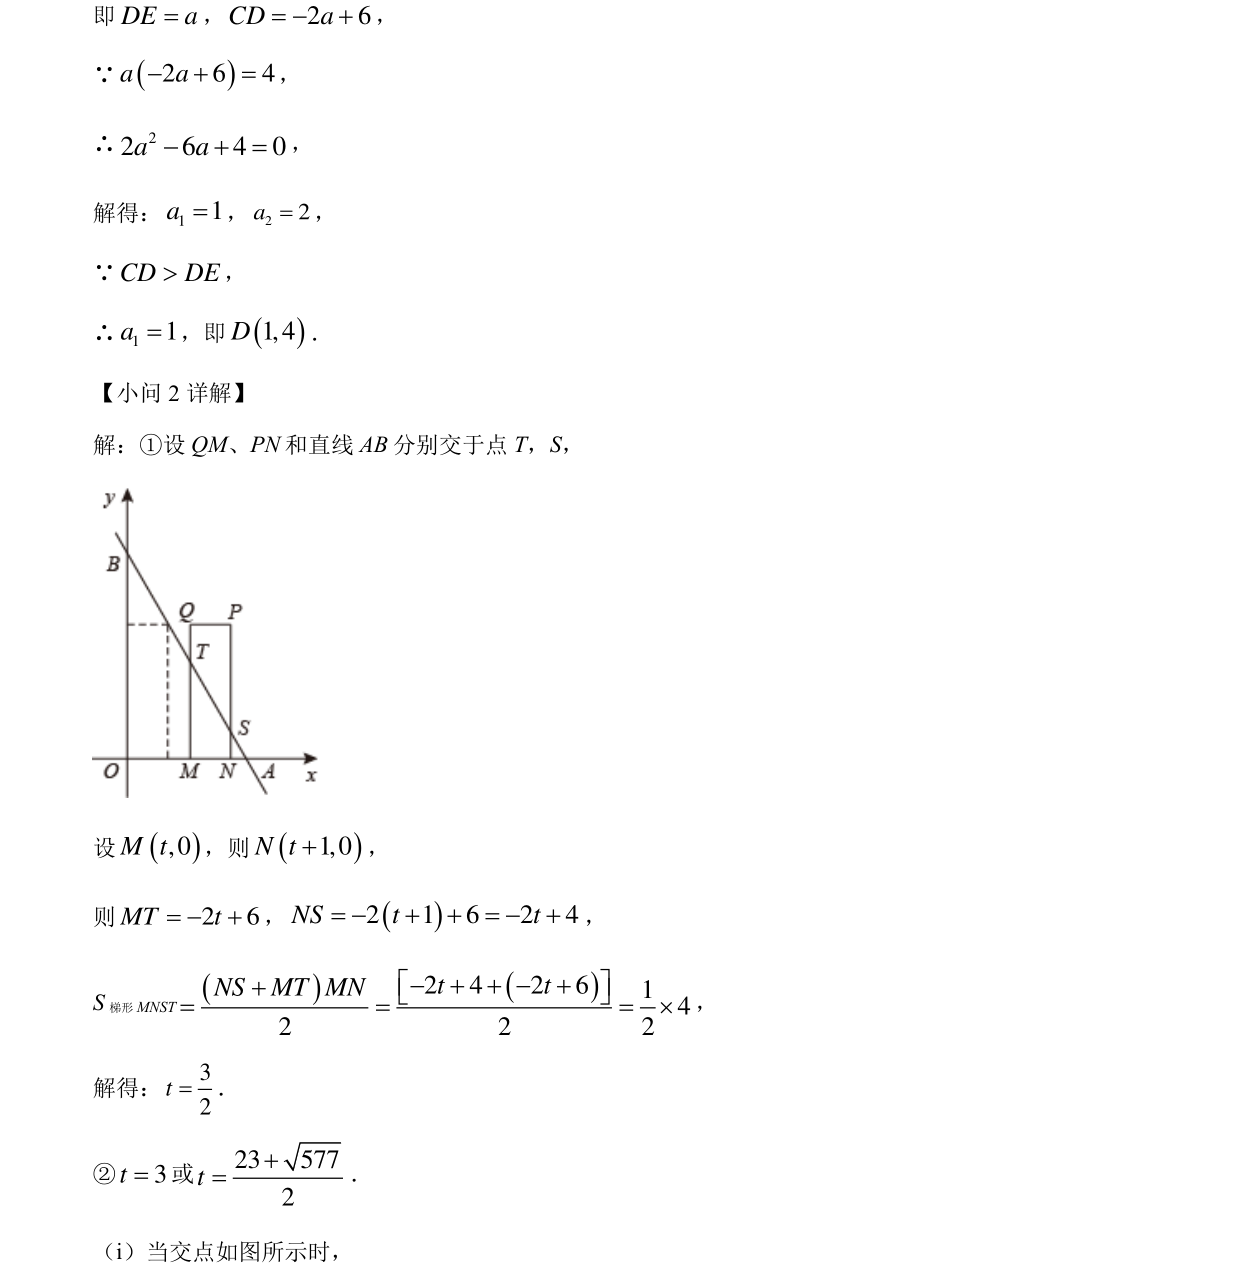 即 DE = a，CD = −2a + 6，
∵ a(−2a + 6) = 4，
∴ 2a² − 6a + 4 = 0，
解得：a₁ = 1，a₂ = 2，
∵ CD > DE，
∴ a₁ = 1，即 D(1,4)．
【小问 2 详解】
解：①设 QM、PN 和直线 AB 分别交于点 T，S，
y
B
Q P
T
S
O M N A x
设 M(t,0)，则 N(t+1,0)，
则 MT = −2t + 6，NS = −2(t+1) + 6 = −2t + 4，
S 梯形 MNST = (NS + MT)MN / 2 = [−2t + 4 + (−2t + 6)] / 2 = 1/2 × 4，
解得：t = 3/2．
②t = 3 或 t = (23 + √577) / 2．
（i）当交点如图所示时，